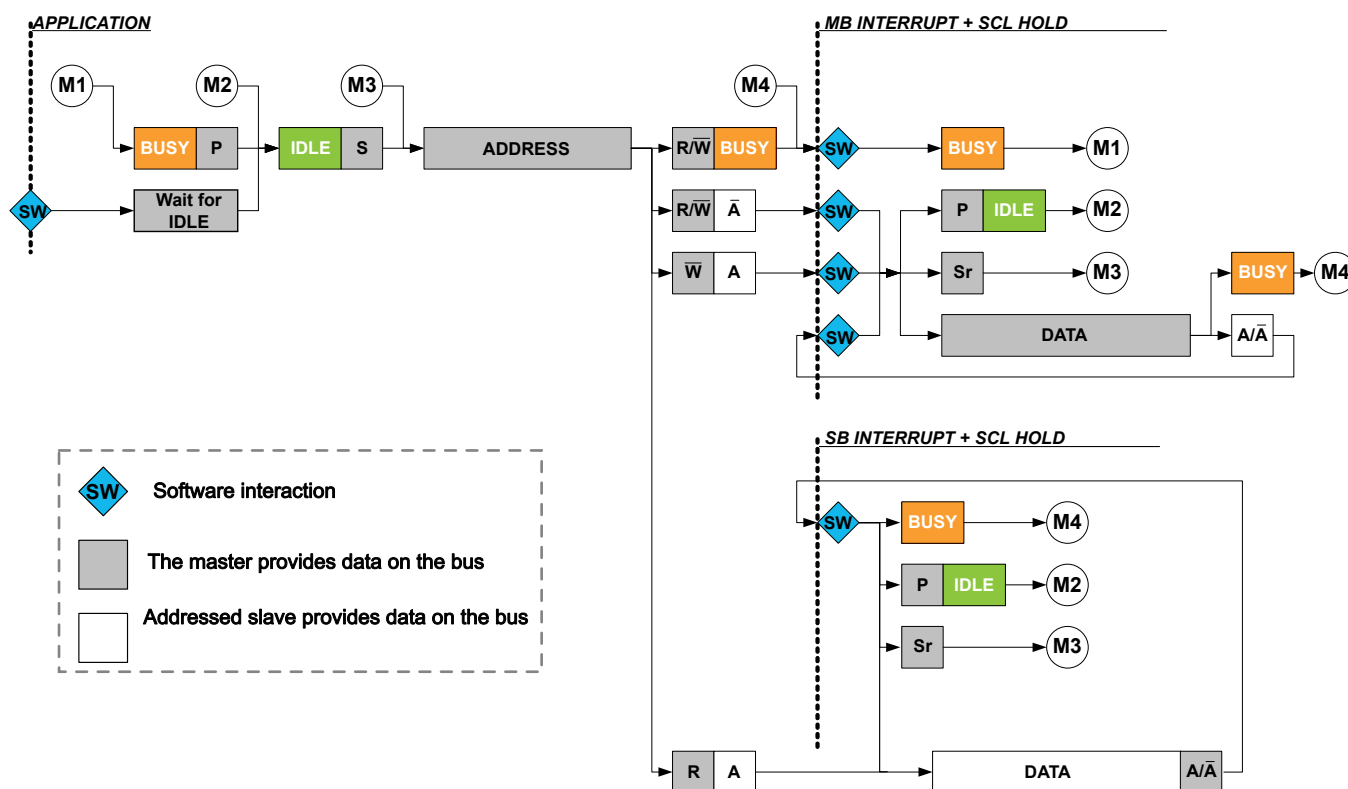 APPLICATION
MB INTERRUPT + SCL HOLD
M1
M2
M3
M4
BUSY P
IDLE S
ADDRESS
R/W̅ BUSY
SW
BUSY
M1
Wait for
IDLE
SW
R/W̅ A̅
SW
P IDLE
M2
W̅ A
SW
Sr
M3
BUSY
M4
SW
DATA
A/A̅
SB INTERRUPT + SCL HOLD
SW
Software interaction
The master provides data on the bus
Addressed slave provides data on the bus
SW
BUSY
M4
P IDLE
M2
Sr
M3
R A
DATA
A/A̅